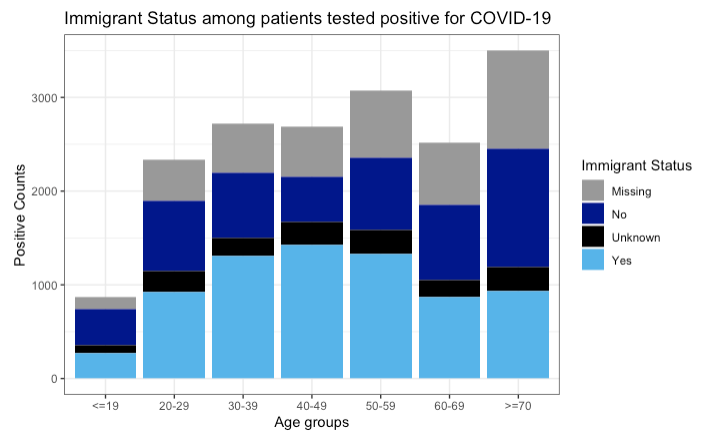 Immigrant Status among patients tested positive for COVID-19
Positive Counts
3000
2000
1000
0
<=19 20-29 30-39 40-49 50-59 60-69 >=70
Age groups
Immigrant Status
Missing
No
Unknown
Yes